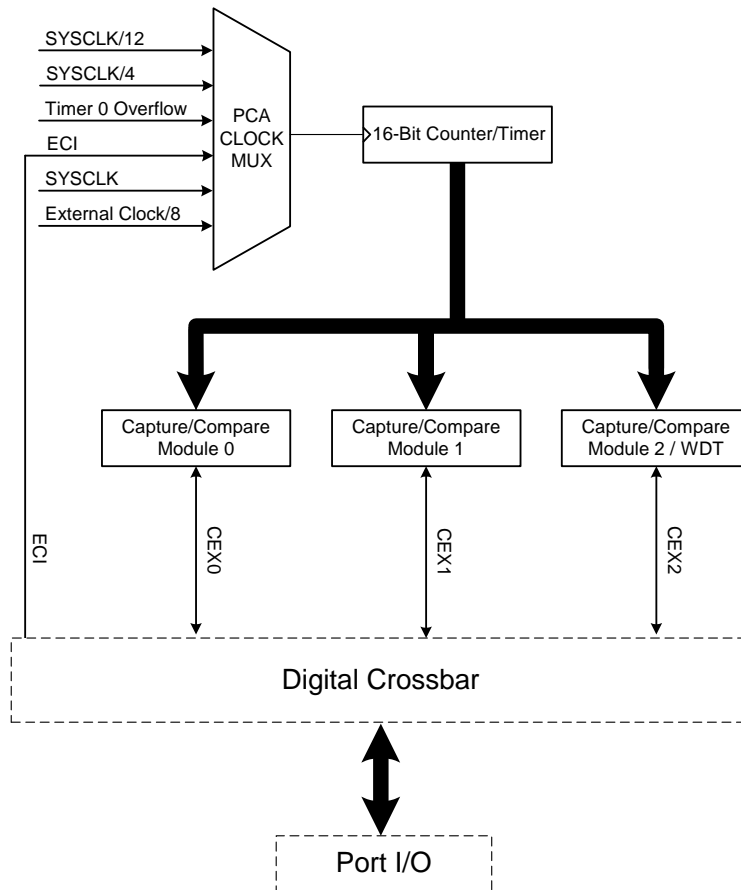 SYSCLK/12
SYSCLK/4
Timer 0 Overflow
ECI
SYSCLK
External Clock/8
PCA
CLOCK
MUX
16-Bit Counter/Timer
Capture/Compare
Module 0
Capture/Compare
Module 1
Capture/Compare
Module 2 / WDT
ECI
CEX0
CEX1
CEX2
Digital Crossbar
Port I/O